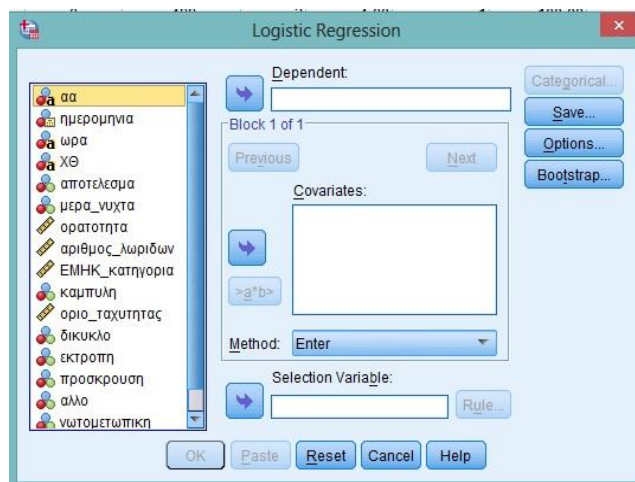 Logistic Regression
αα
ημερομηνια
ωρα
ΧΘ
αποτελεσμα
μερα_νυχτα
ορατοτητα
αριθμος_λωριδων
ΕΜΗΚ_κατηγορια
καμπυλη
οριο_ταχυτητας
δικυκλο
εκτροπη
προσκρουση
αλλο
νωτομετωπικη
Dependent:
Block 1 of 1
Previous
Next
Covariates:
>a*b>
Method: Enter
Selection Variable:
Rule...
Categorical...
Save...
Options...
Bootstrap...
OK Paste Reset Cancel Help